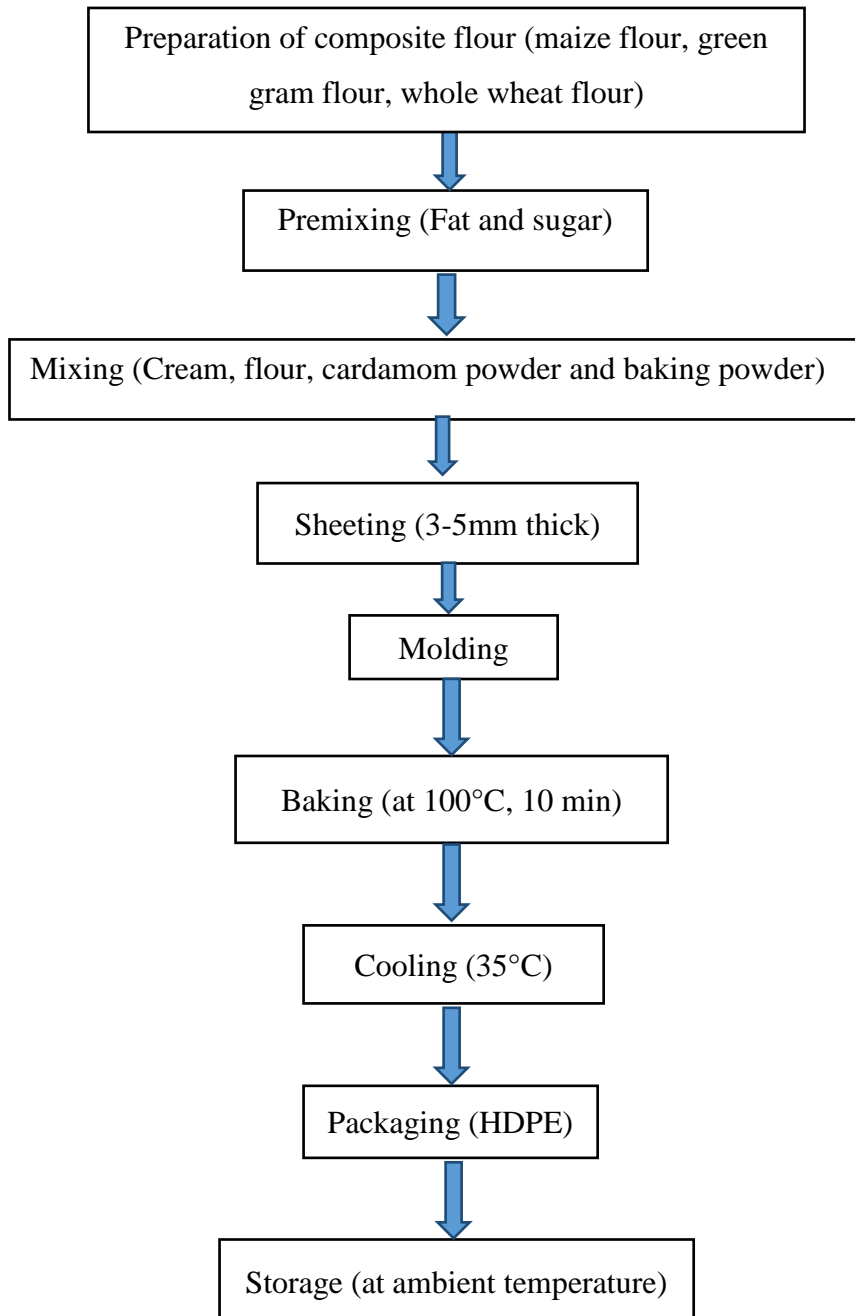 Preparation of composite flour (maize flour, green
gram flour, whole wheat flour)
Premixing (Fat and sugar)
Mixing (Cream, flour, cardamom powder and baking powder)
Sheeting (3-5mm thick)
Molding
Baking (at 100°C, 10 min)
Cooling (35°C)
Packaging (HDPE)
Storage (at ambient temperature)